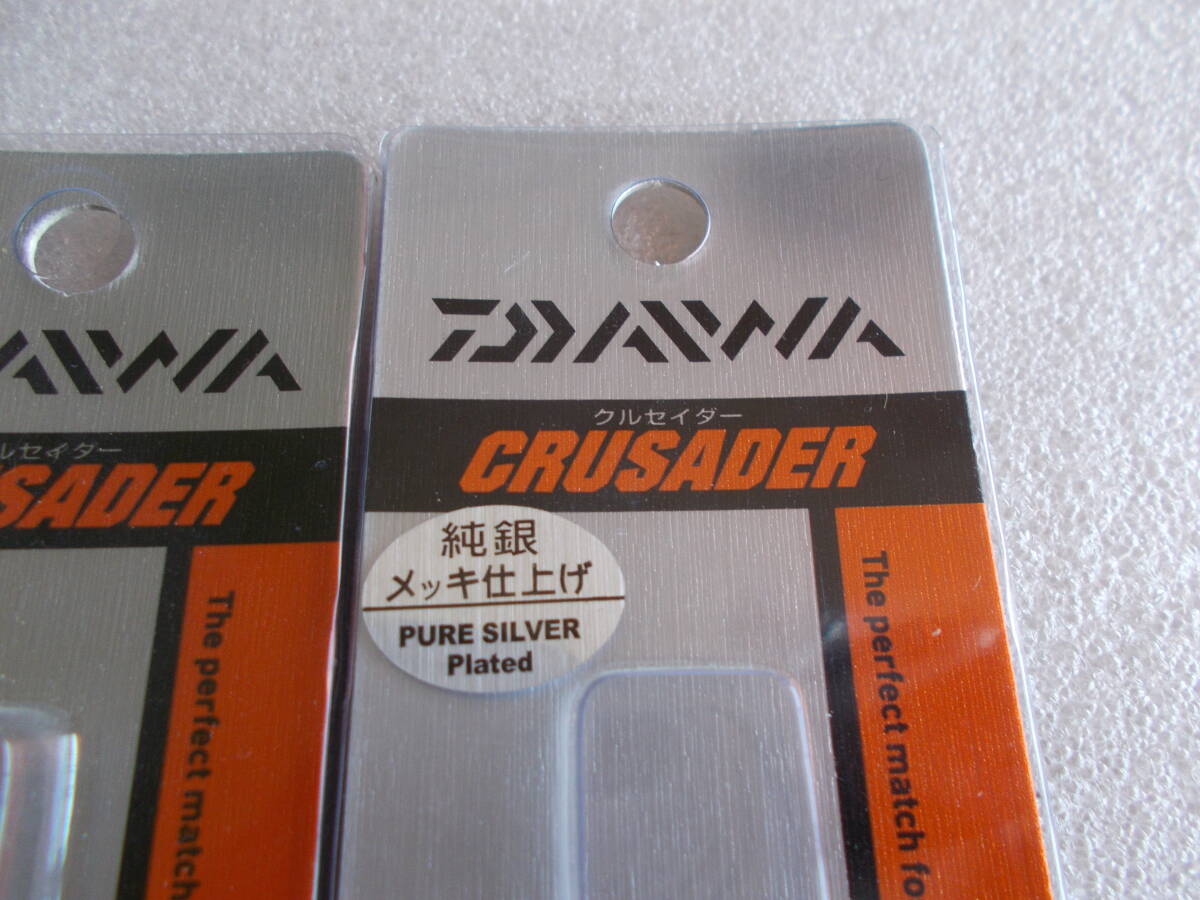 AWA
ルセイダー
SADER
The perfect match
DAIWA
クルセイダー
CRUSADER
純銀
メッキ仕上げ
PURE SILVER
Plated
The perfect match fo